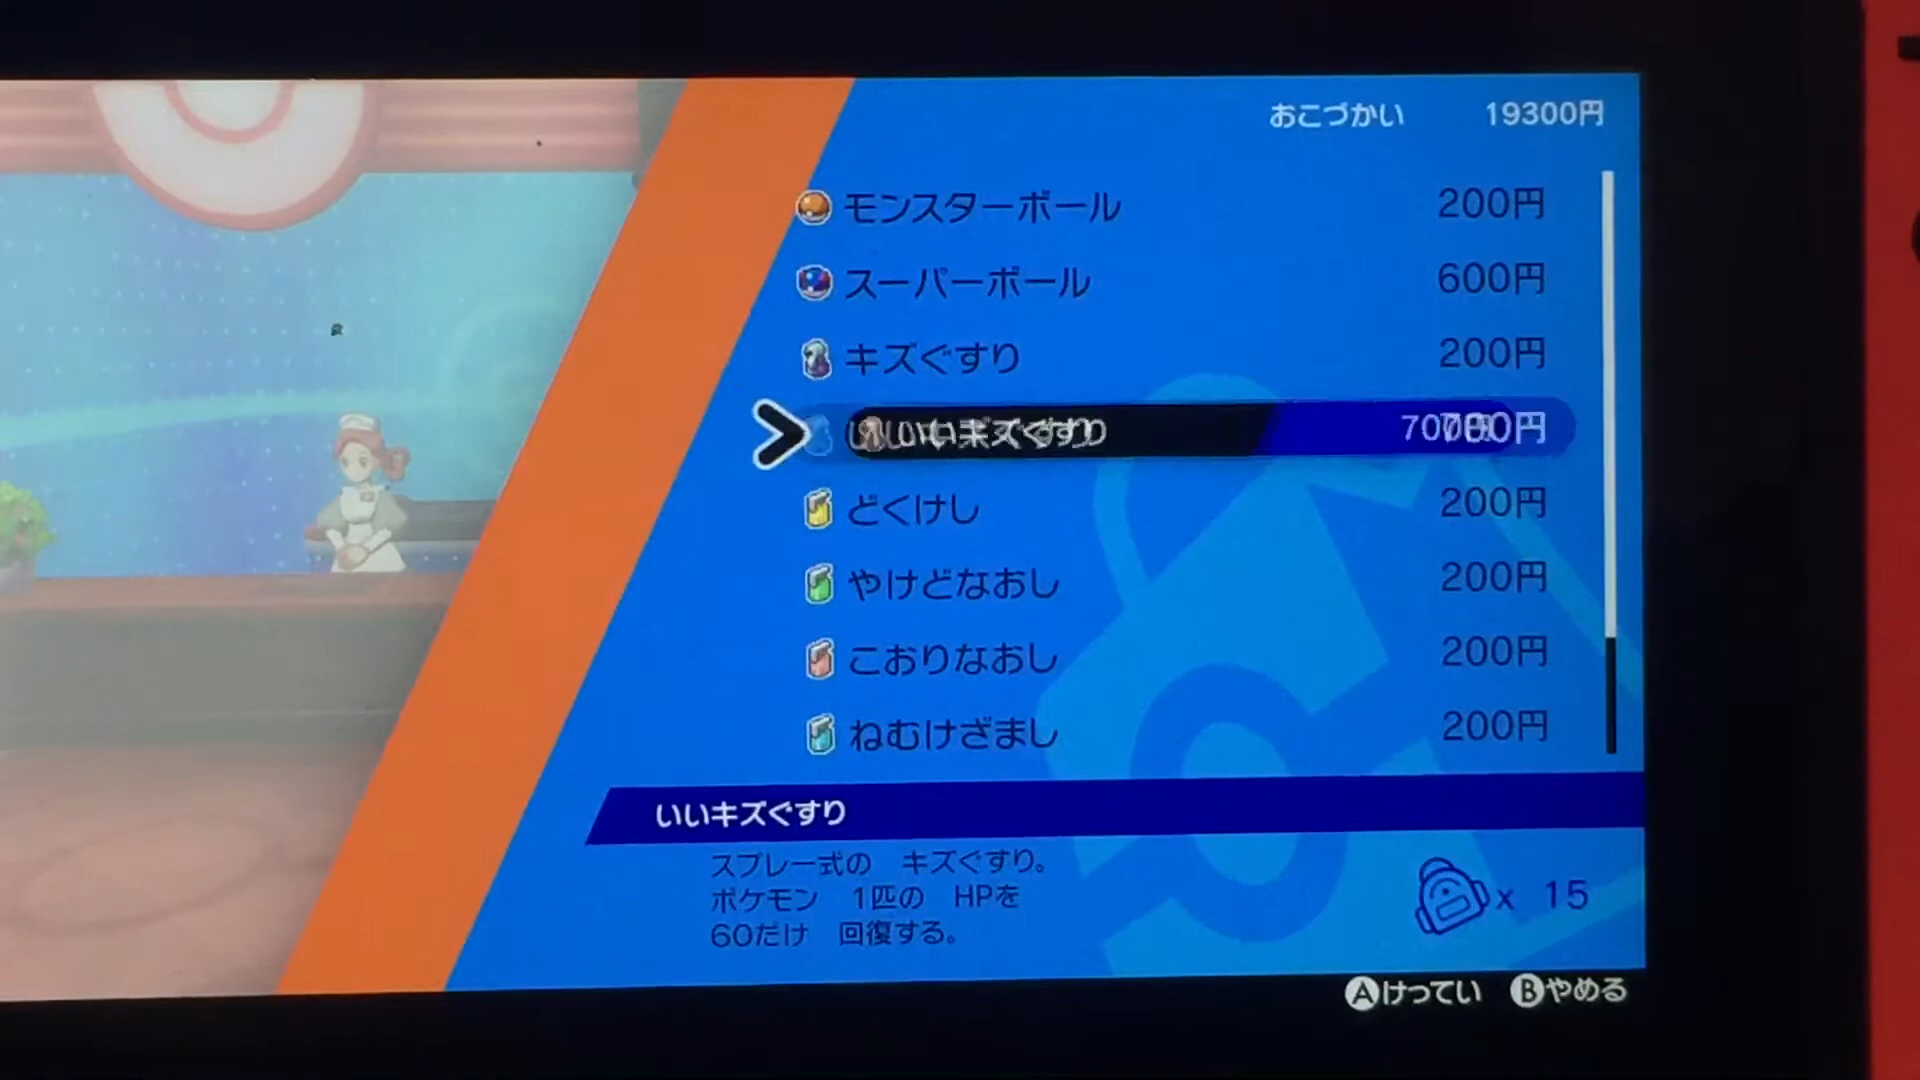 おこづかい 19300円
モンスターボール 200円
スーパーボール 600円
キズぐすり 200円
いいキズぐすり 700円
どくけし 200円
やけどなおし 200円
こおりなおし 200円
ねむけざまし 200円
いいキズぐすり
スプレー式の キズぐすり。
ポケモン 1匹の HPを
60だけ 回復する。
x 15
Aけってい Bやめる